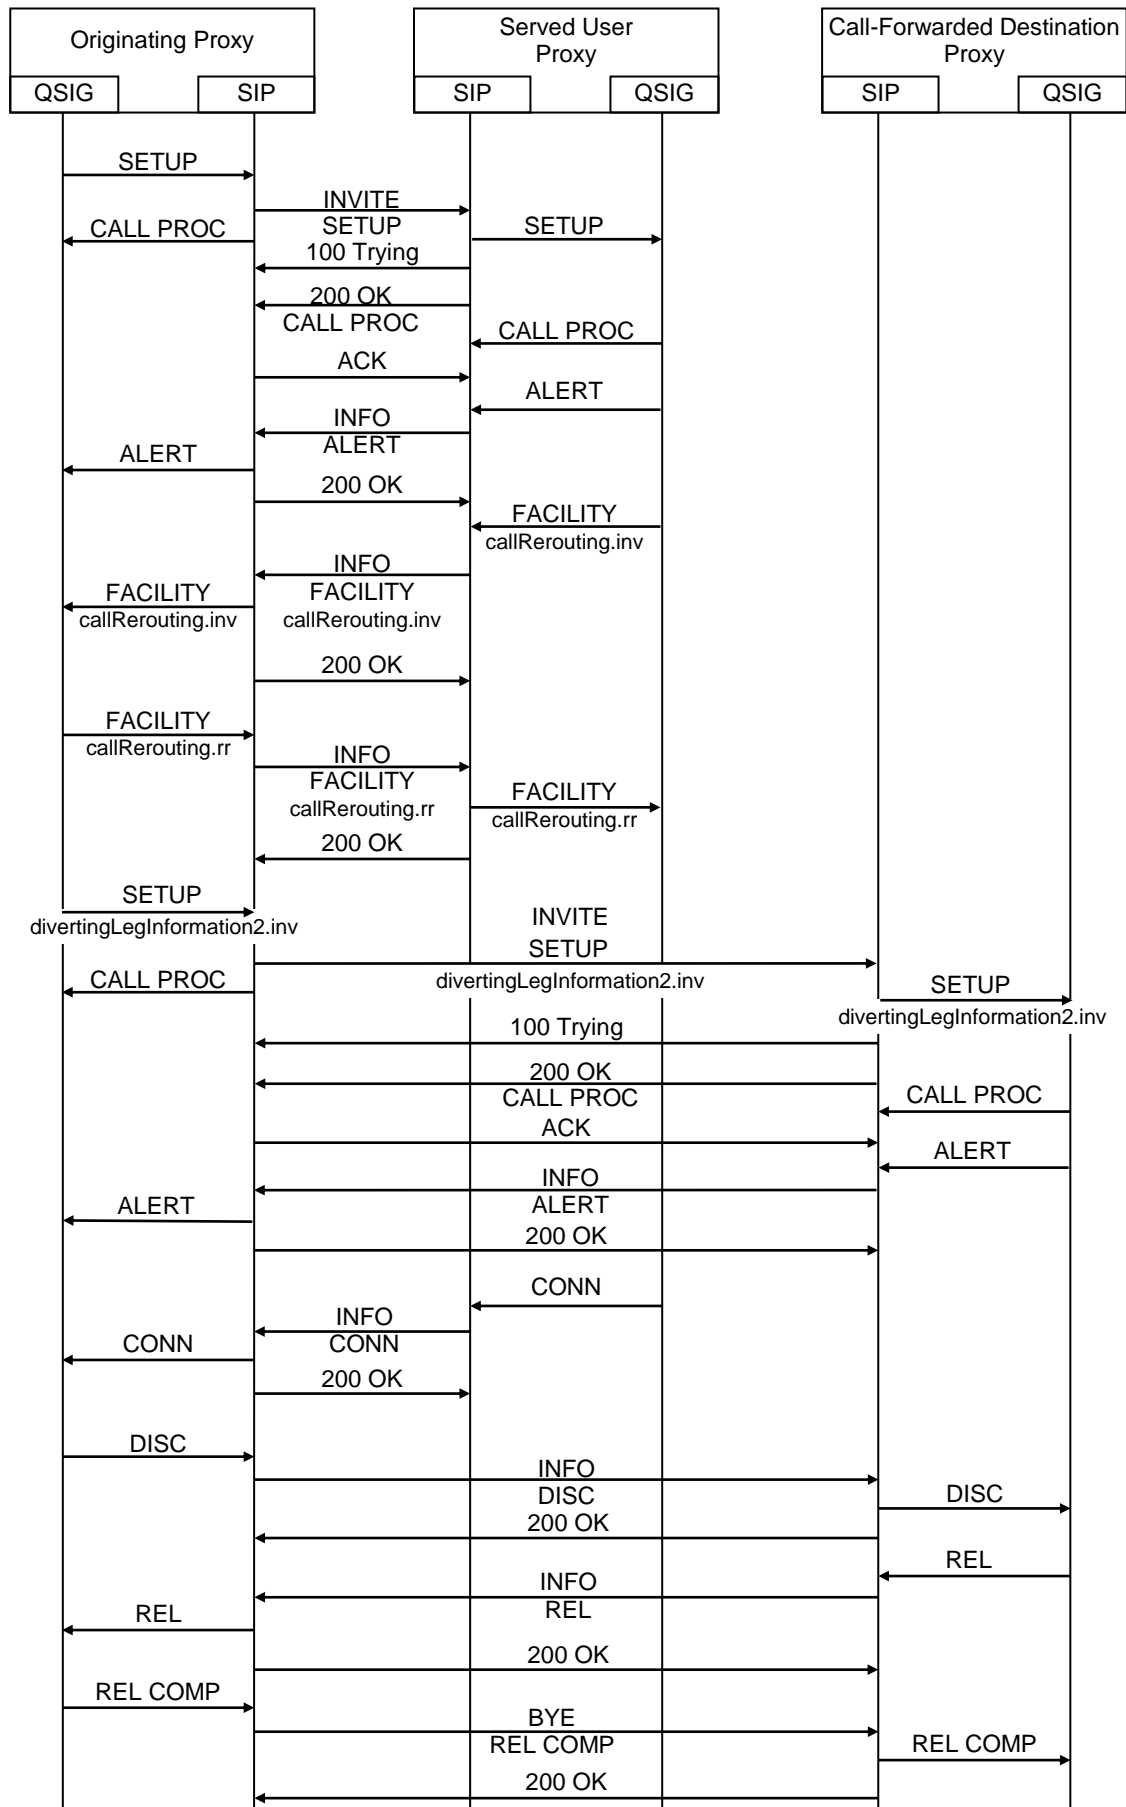 Originating Proxy
Served User
Proxy
Call-Forwarded Destination
Proxy
QSIG
SIP
SIP
QSIG
SIP
QSIG
SETUP
INVITE
SETUP
CALL PROC
SETUP
100 Trying
200 OK
CALL PROC
CALL PROC
ACK
ALERT
INFO
ALERT
ALERT
200 OK
FACILITY
callRerouting.inv
INFO
FACILITY
callRerouting.inv
FACILITY
callRerouting.inv
200 OK
FACILITY
callRerouting.rr
INFO
FACILITY
callRerouting.rr
FACILITY
callRerouting.rr
200 OK
SETUP
divertingLegInformation2.inv
INVITE
SETUP
divertingLegInformation2.inv
CALL PROC
SETUP
divertingLegInformation2.inv
100 Trying
200 OK
CALL PROC
CALL PROC
ACK
ALERT
INFO
ALERT
ALERT
200 OK
CONN
INFO
CONN
CONN
200 OK
DISC
INFO
DISC
DISC
200 OK
REL
INFO
REL
REL
200 OK
REL COMP
BYE
REL COMP
REL COMP
200 OK